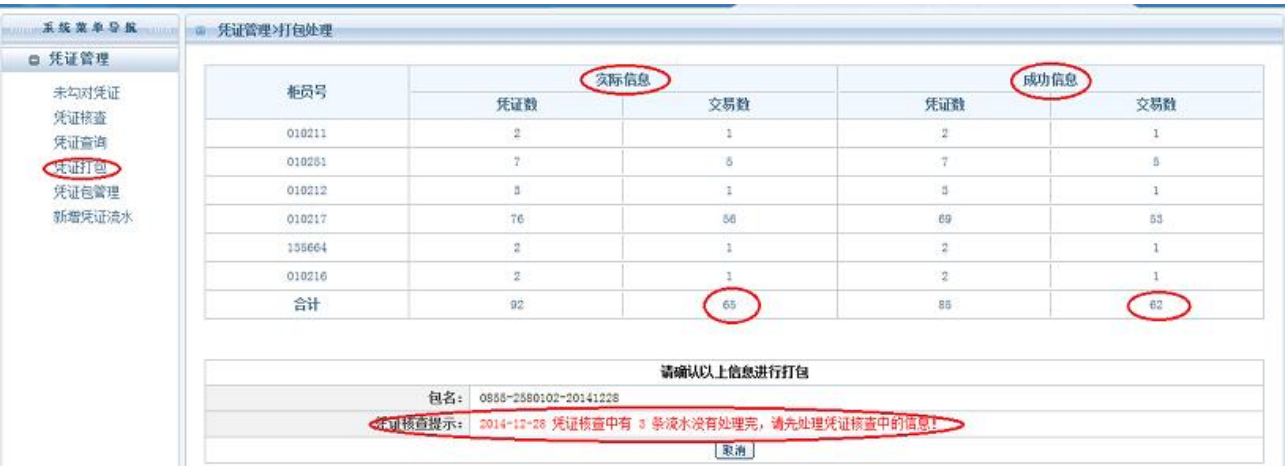 系统菜单导航
凭证管理>打包处理
凭证管理
未勾对凭证
凭证核查
凭证查询
凭证打包
凭证包管理
新增凭证流水
柜员号 实际信息 成功信息
凭证数 交易数 凭证数 交易数
010211 2 1 2 1
010251 7 5 7 5
010212 3 1 3 1
010217 76 56 69 53
135664 2 1 2 1
010216 2 1 2 1
合计 92 65 85 62
请确认以上信息进行打包
包名: 0855-2580102-20141228
凭证核查提示: 2014-12-28 凭证核查中有 3 条流水没有处理完, 请先处理凭证核查中的信息!
取消